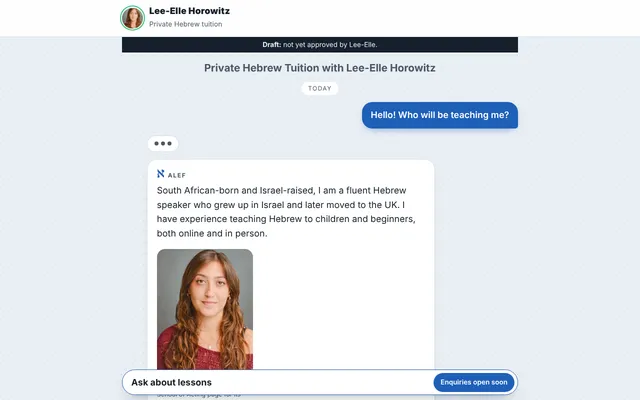 Lee-Elle Horowitz
Private Hebrew tuition
Draft: not yet approved by Lee-Elle.
Private Hebrew Tuition with Lee-Elle Horowitz
TODAY
Hello! Who will be teaching me?
א ALEF
South African-born and Israel-raised, I am a fluent Hebrew
speaker who grew up in Israel and later moved to the UK. I
have experience teaching Hebrew to children and beginners,
both online and in person.
Ask about lessons
Enquiries open soon